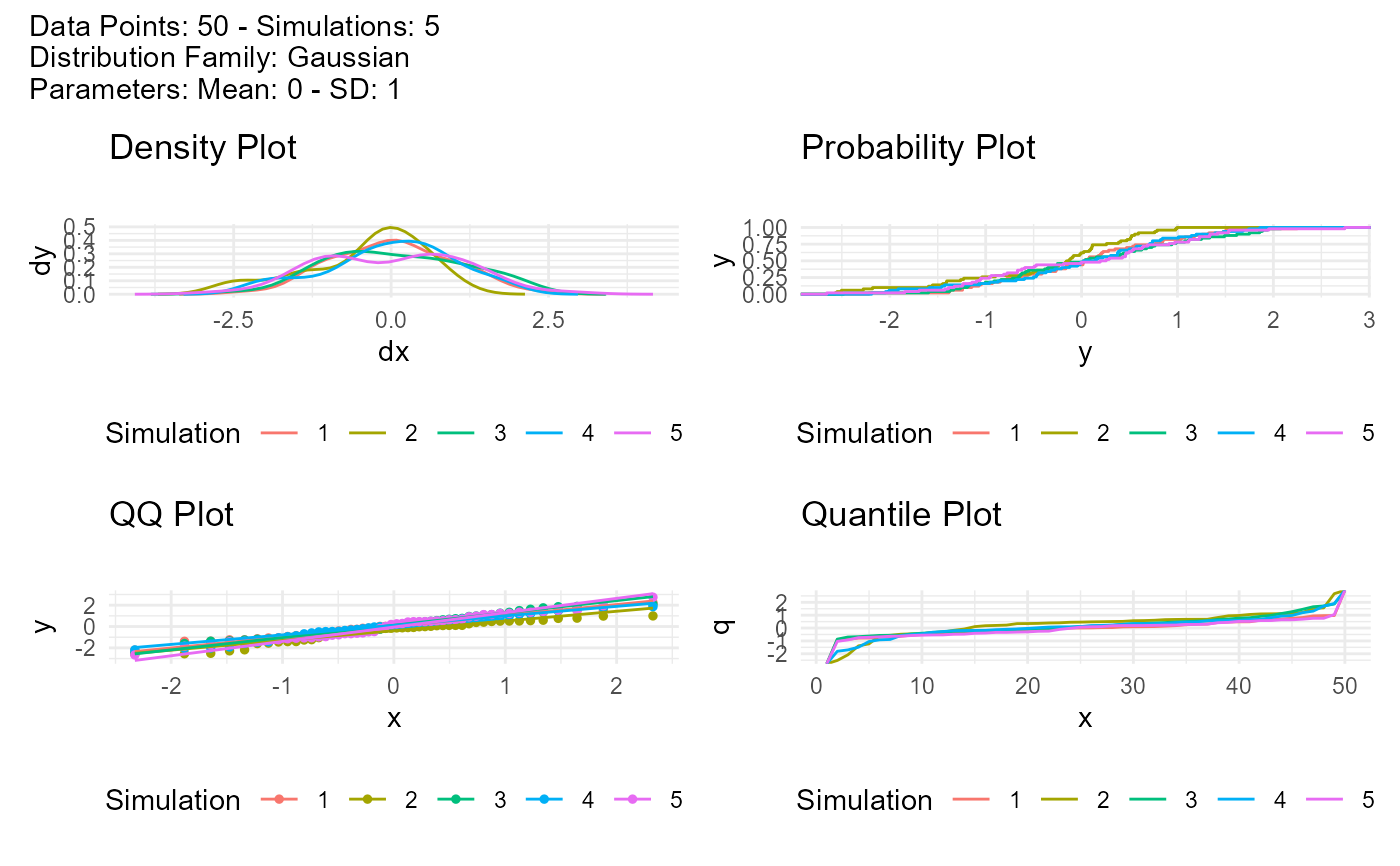 Data Points: 50 - Simulations: 5
Distribution Family: Gaussian
Parameters: Mean: 0 - SD: 1
Density Plot
0.5
0.4
0.3
0.2
0.1
0.0
dy
-2.5 0.0 2.5
dx
Simulation 1 2 3 4 5
Probability Plot
1.00
0.75
0.50
0.25
0.00
y
-2 -1 0 1 2 3
y
Simulation 1 2 3 4 5
QQ Plot
2
0
-2
y
-2 -1 0 1 2
x
Simulation 1 2 3 4 5
Quantile Plot
2
1
0
-1
-2
q
0 10 20 30 40 50
x
Simulation 1 2 3 4 5